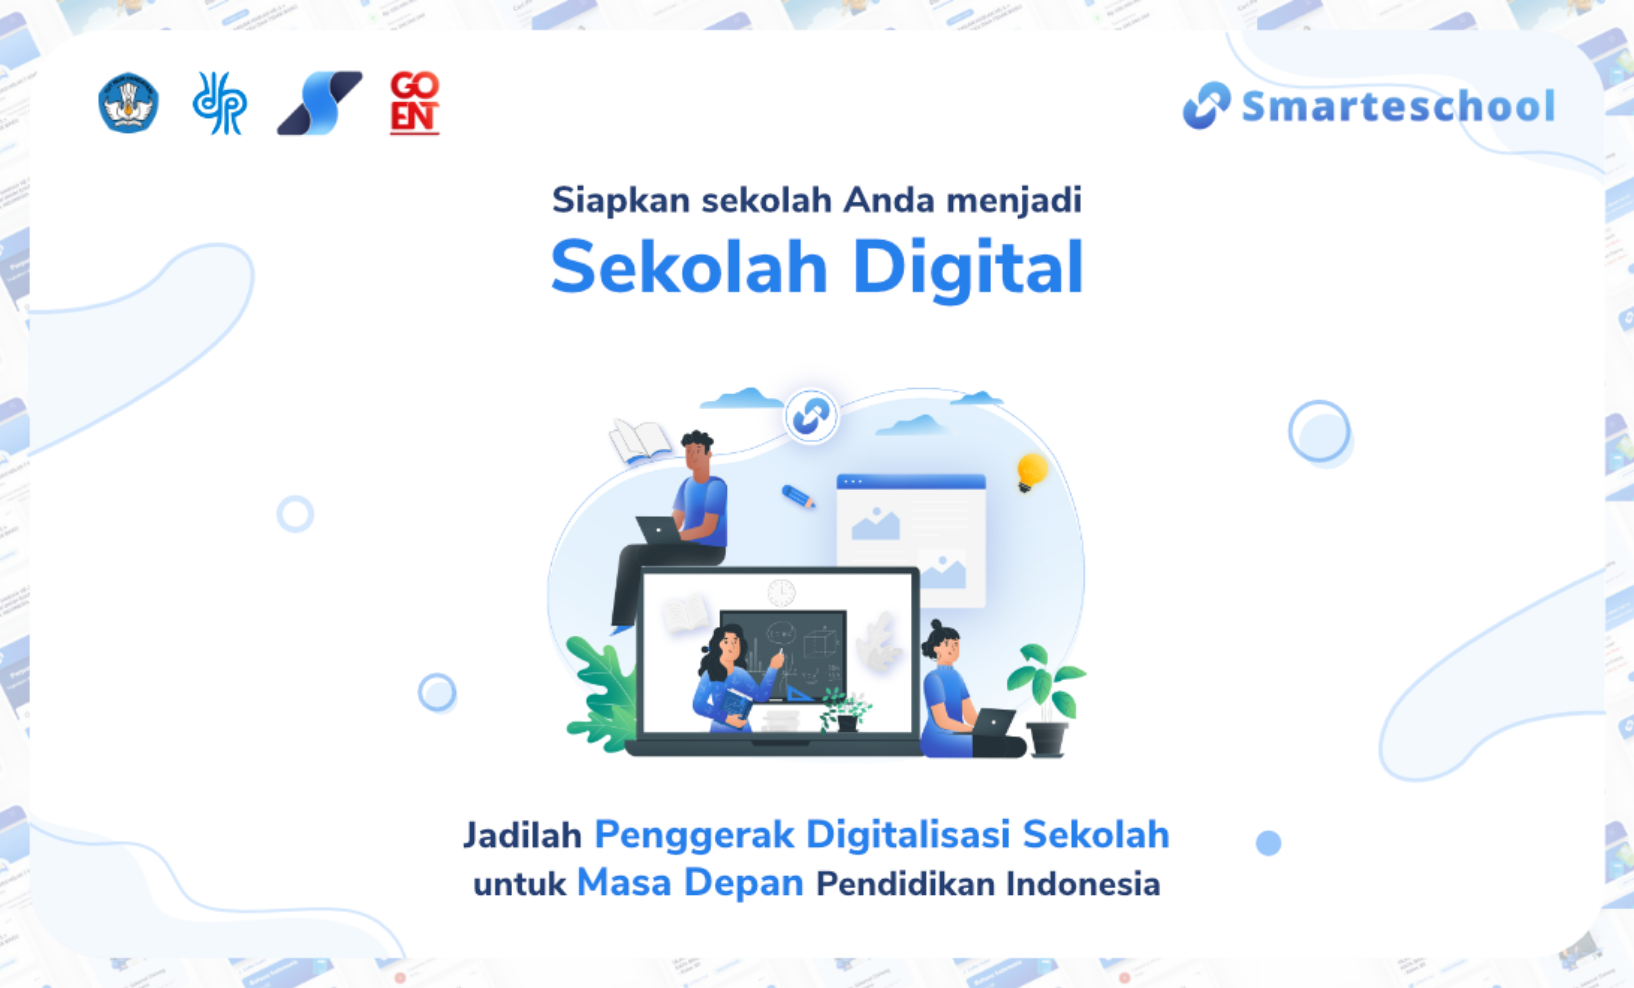 GO
EN
Smarteschool
Siapkan sekolah Anda menjadi
Sekolah Digital
Jadilah Penggerak Digitalisasi Sekolah
untuk Masa Depan Pendidikan Indonesia